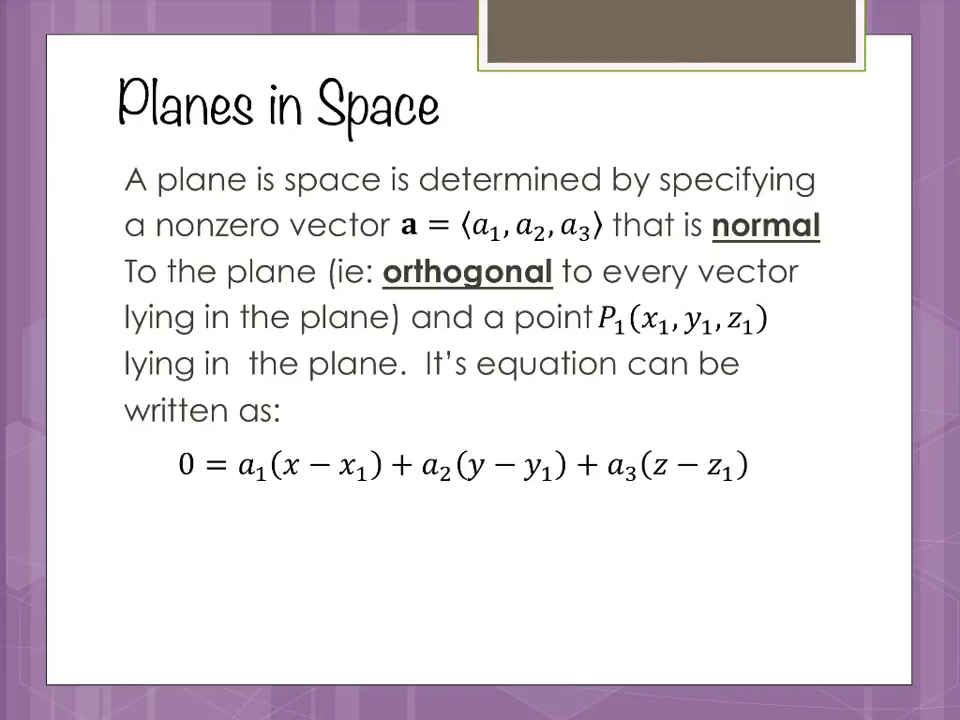 Planes in Space
A plane is space is determined by specifying
a nonzero vector 𝐚 = ⟨𝑎₁, 𝑎₂, 𝑎₃⟩ that is normal
To the plane (ie: orthogonal to every vector
lying in the plane) and a point 𝑃₁(𝑥₁, 𝑦₁, 𝑧₁)
lying in  the plane.  It’s equation can be
written as:
0 = 𝑎₁(𝑥 − 𝑥₁) + 𝑎₂(𝑦 − 𝑦₁) + 𝑎₃(𝑧 − 𝑧₁)